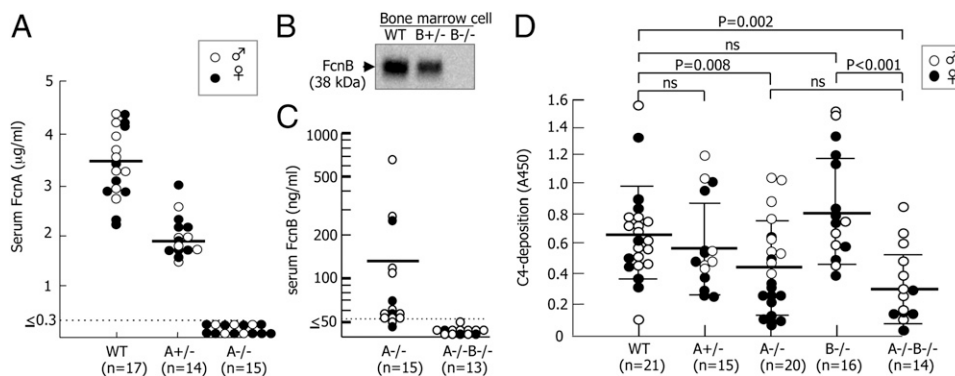 A
♂
♀
Serum FcnA (μg/ml)
5
4
3
2
1
≤0.3
WT
(n=17)
A+/-
(n=14)
A-/-
(n=15)
B
Bone marrow cell
WT B+/- B-/-
FcnB
(38 kDa)
C
serum FcnB (ng/ml)
1000
500
100
≤50
A-/-
(n=15)
A-/-B-/-
(n=13)
D
P=0.002
ns
♂
♀
P=0.008
P<0.001
ns
ns
C4-deposition (A450)
1.6
1.4
1.2
1.0
0.8
0.6
0.4
0.2
0
WT
(n=21)
A+/-
(n=15)
A-/-
(n=20)
B-/-
(n=16)
A-/-B-/-
(n=14)